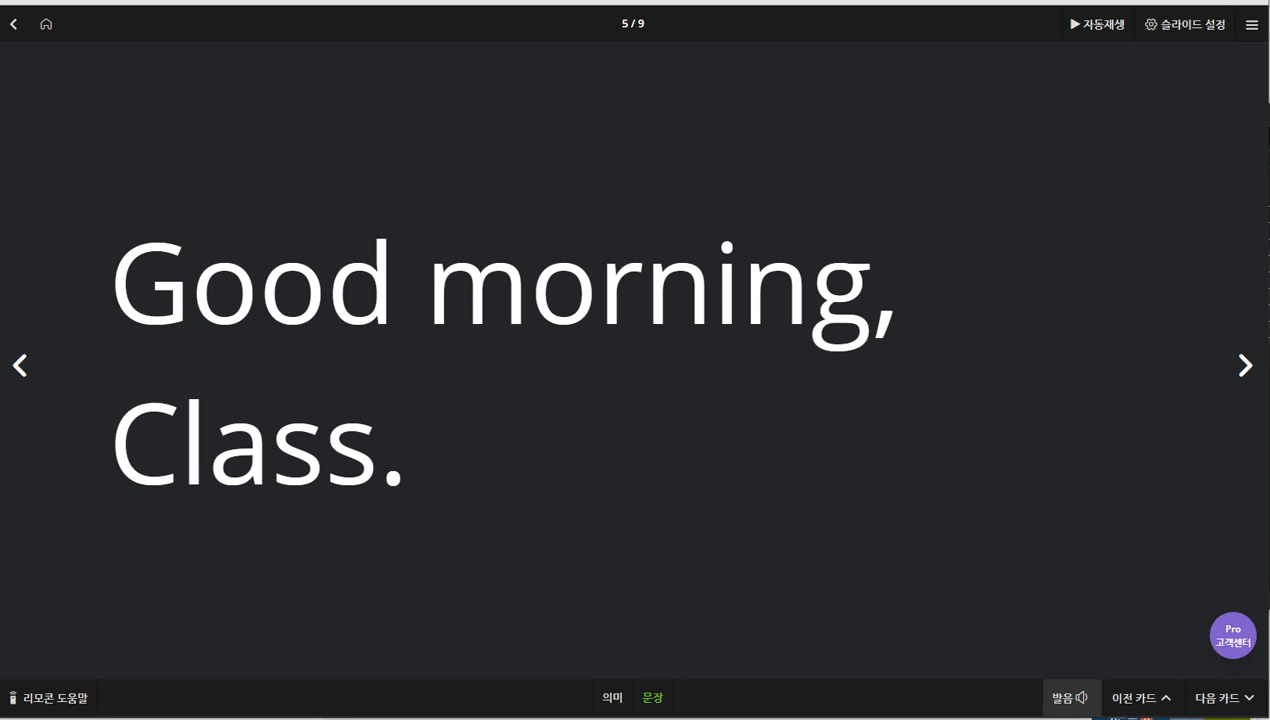 5 / 9
자동재생
슬라이드 설정
Good morning,
Class.
Pro
고객센터
리모콘 도움말
의미
문장
발음
이전 카드
다음 카드